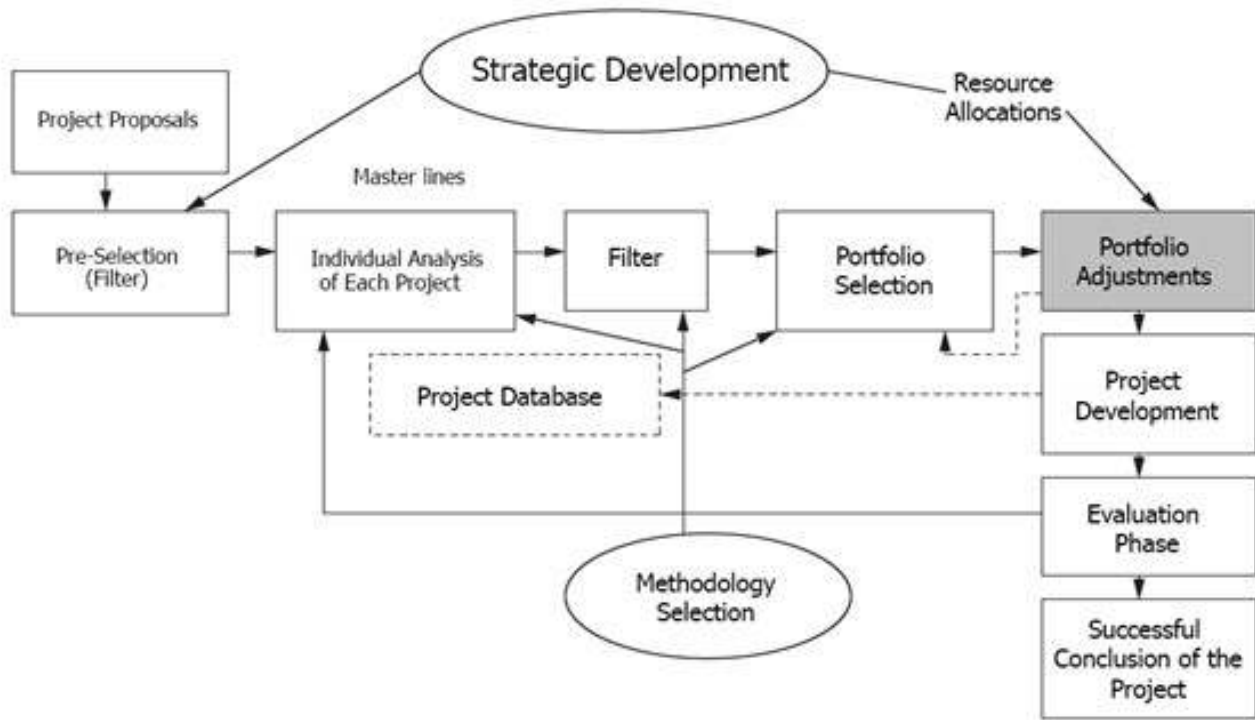 Strategic Development
Resource
Allocations
Project Proposals
Master lines
Pre-Selection
(Filter)
Individual Analysis
of Each Project
Filter
Portfolio
Selection
Portfolio
Adjustments
Project Database
Project
Development
Evaluation
Phase
Methodology
Selection
Successful
Conclusion of the
Project